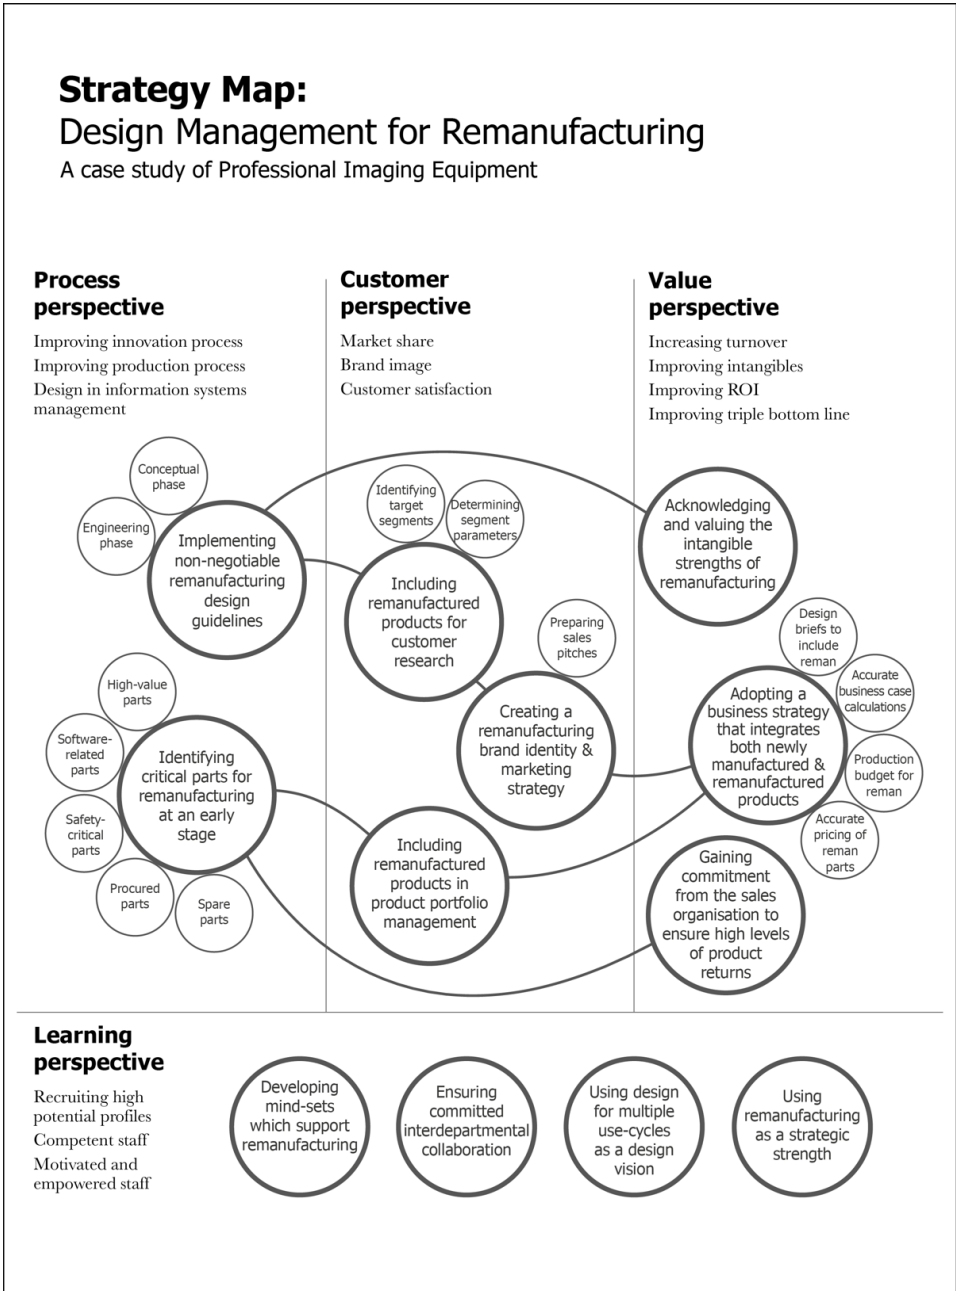 Strategy Map:
Design Management for Remanufacturing
A case study of Professional Imaging Equipment
Process
perspective
Improving innovation process
Improving production process
Design in information systems
management
Customer
perspective
Market share
Brand image
Customer satisfaction
Value
perspective
Increasing turnover
Improving intangibles
Improving ROI
Improving triple bottom line
Conceptual
phase
Engineering
phase
Implementing
non-negotiable
remanufacturing
design
guidelines
High-value
parts
Software-
related
parts
Safety-
critical
parts
Procured
parts
Spare
parts
Identifying
critical parts for
remanufacturing
at an early
stage
Identifying
target
segments
Determining
segment
parameters
Including
remanufactured
products for
customer
research
Preparing
sales
pitches
Creating a
remanufacturing
brand identity &
marketing
strategy
Including
remanufactured
products in
product portfolio
management
Acknowledging
and valuing the
intangible
strengths of
remanufacturing
Design
briefs to
include
reman
Accurate
business case
calculations
Production
budget for
reman
Accurate
pricing of
reman
parts
Adopting a
business strategy
that integrates
both newly
manufactured &
remanufactured
products
Gaining
commitment
from the sales
organisation to
ensure high levels
of product
returns
Learning
perspective
Recruiting high
potential profiles
Competent staff
Motivated and
empowered staff
Developing
mind-sets
which support
remanufacturing
Ensuring
committed
interdepartmental
collaboration
Using design
for multiple
use-cycles
as a design
vision
Using
remanufacturing
as a strategic
strength